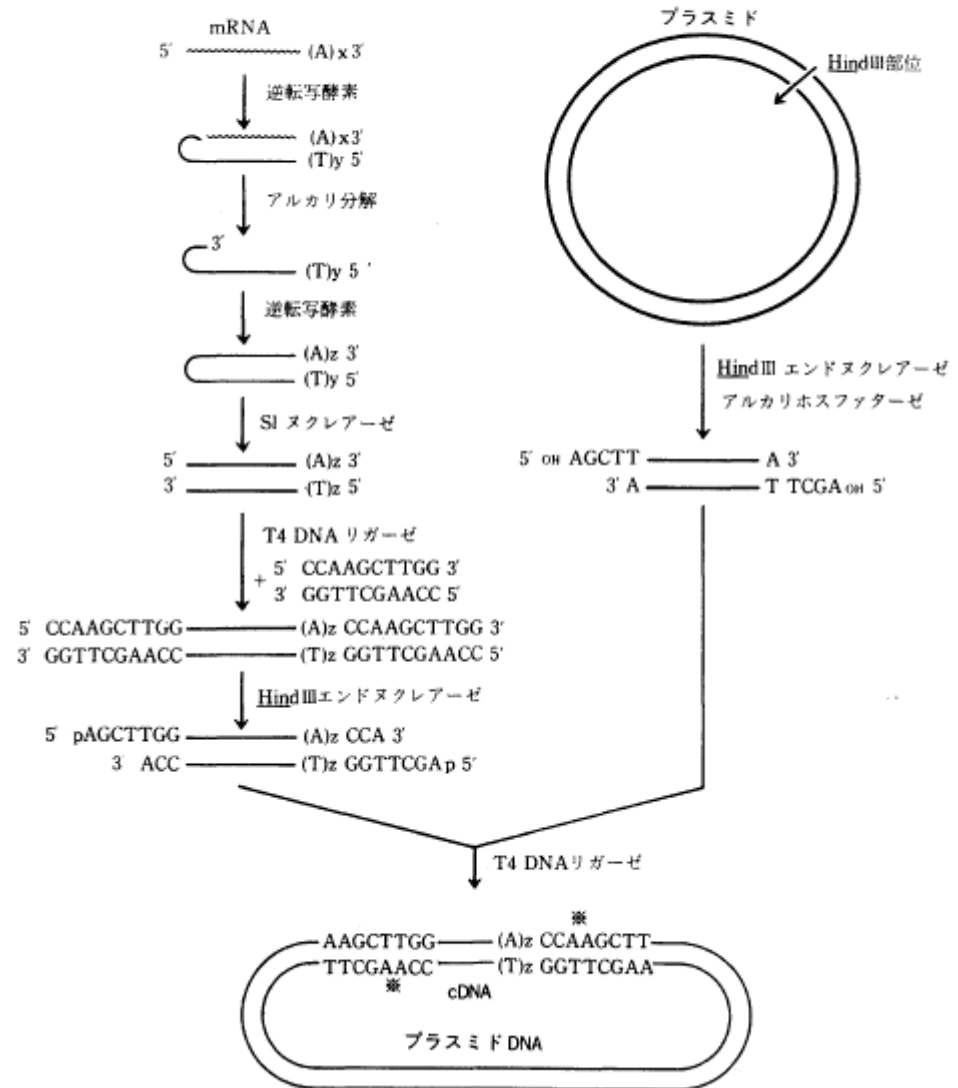 mRNA
5′ (A)x3′
逆転写酵素
(A)x3′
(T)y 5′
アルカリ分解
3′
(T)y 5 ′
逆転写酵素
(A)z 3′
(T)y 5′
S1 ヌクレアーゼ
5′ (A)z 3′
3′ (T)z 5′
T4 DNA リガーゼ
+ 5′ CCAAGCTTGG 3′
3′ GGTTCGAACC 5′
5′ CCAAGCTTGG (A)z CCAAGCTTGG 3′
3′ GGTTCGAACC (T)z GGTTCGAACC 5′
HindⅢエンドヌクレアーゼ
5′ pAGCTTGG (A)z CCA 3′
3′ ACC (T)z GGTTCGAp 5′
プラスミド
HindⅢ部位
HindⅢ エンドヌクレアーゼ
アルカリホスファターゼ
5′ OH AGCTT A 3′
3′ A T TCGA OH 5′
T4 DNAリガーゼ
※
AAGCTTGG (A)z CCAAGCTT
TTCGAACC (T)z GGTTCGAA
※ cDNA
プラスミド DNA